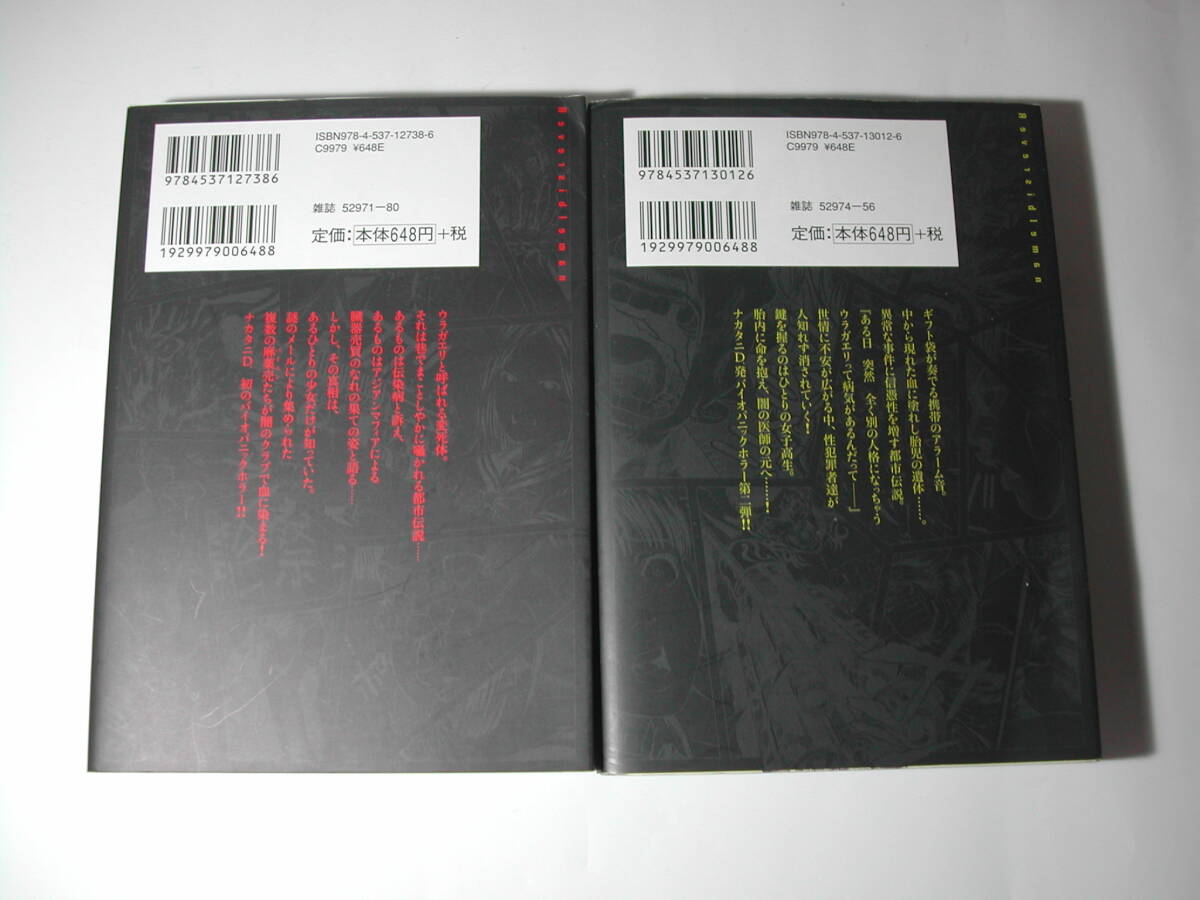 ISBN978-4-537-12738-6
C9979 ¥648E
9784537127386
雑誌 52971-80
定価:本体648円+税
1929979006488
ウラガエリと呼ばれる変死体。
それは巷でまことしやかに囁かれる都市伝説……
あるものは伝染病と訴え、
あるものはアジアンマフィアによる
臓器売買のなれの果ての姿と語る……
しかし、その真相は、
あるひとりの少女だけが知っていた。
謎のメールにより集められた
複数の麻薬売たちが闇のクラブで血に染まる!
ナカタニD.初のバイオパニックホラー!!
ISBN978-4-537-13012-6
C9979 ¥648E
9784537130126
雑誌 52974-56
定価:本体648円+税
1929979006488
ギフト袋が奏でる携帯のアラーム音。
中から現れた血に塗れし胎児の遺体……。
異常な事件に信憑性を増す都市伝説。
『ある日 突然 全く別の人格になっちゃう
ウラガエリって病気があるんだって――』
世情に不安が広がる中、性犯罪者達が
人知れず消されていく!
鍵を握るのはひとりの女子高生。
胎内に命を抱え、闇の医師の元へ……!
ナカタニD.発バイオパニックホラー第二弾!!